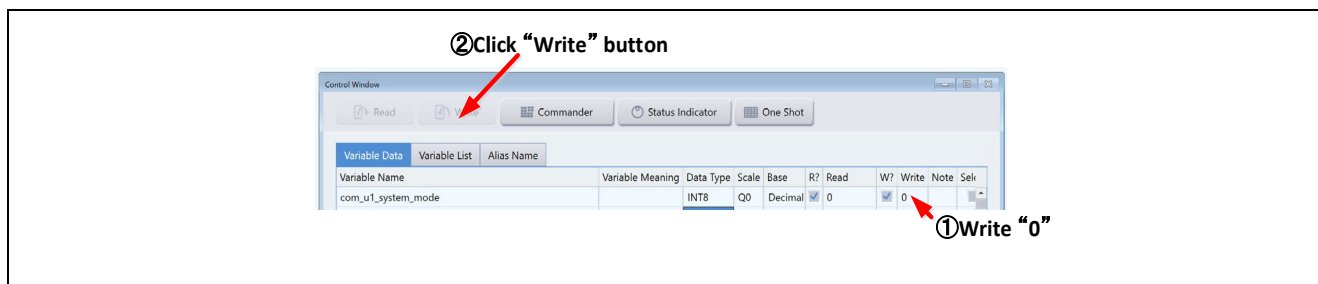 ②Click “Write” button
Control Window
Read Write Commander Status Indicator One Shot
Variable Data Variable List Alias Name
Variable Name Variable Meaning Data Type Scale Base R? Read W? Write Note Sele
com_u1_system_mode INT8 Q0 Decimal 0 0
①Write “0”